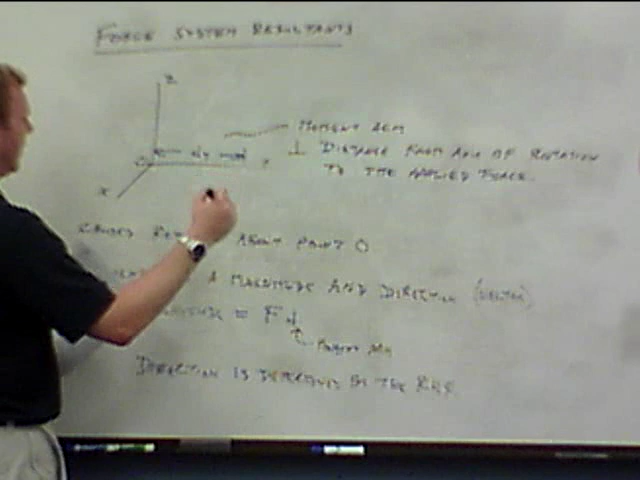 FORCE SYSTEM RESULTANTS
Z
MOMENT ARM
⊥ DISTANCE FROM AXIS OF ROTATION
TO THE APPLIED FORCE.
O
Y
X
CAUSES ABOUT POINT O
A MAGNITUDE AND DIRECTION (VECTOR)
= Fd
MOMENT ARM
DIRECTION IS DETERMINED BY THE R.H.R.